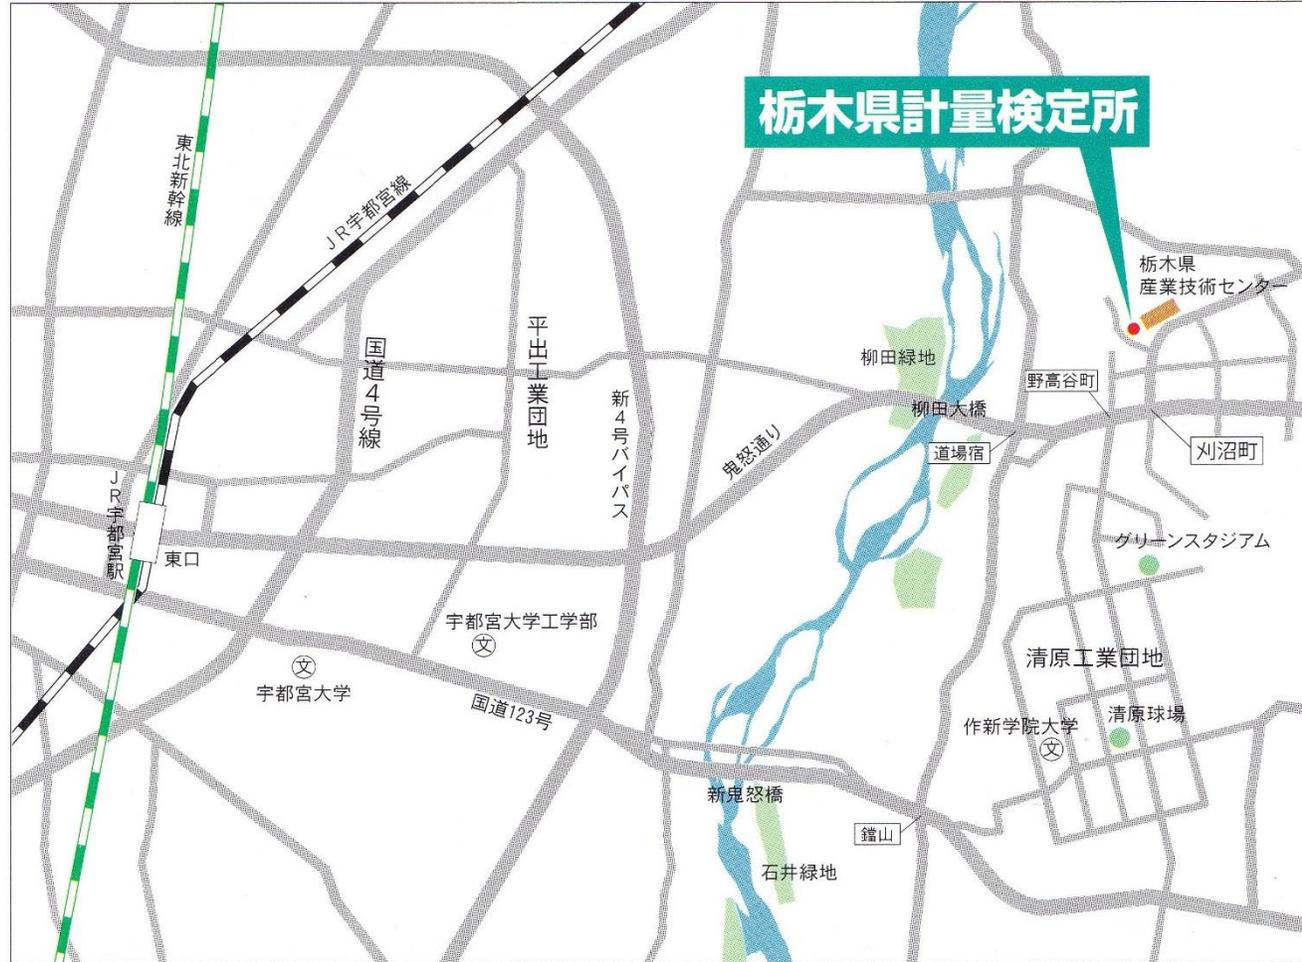 栃木県計量検定所
東北新幹線
JR宇都宮線
栃木県
産業技術センター
国道4号線
平出工業団地
新4号バイパス
柳田緑地
野高谷町
柳田大橋
鬼怒通り
道場宿
刈沼町
JR宇都宮駅
東口
グリーンスタジアム
宇都宮大学工学部
文
文
宇都宮大学
国道123号
清原工業団地
作新学院大学
文
清原球場
新鬼怒橋
鐺山
石井緑地